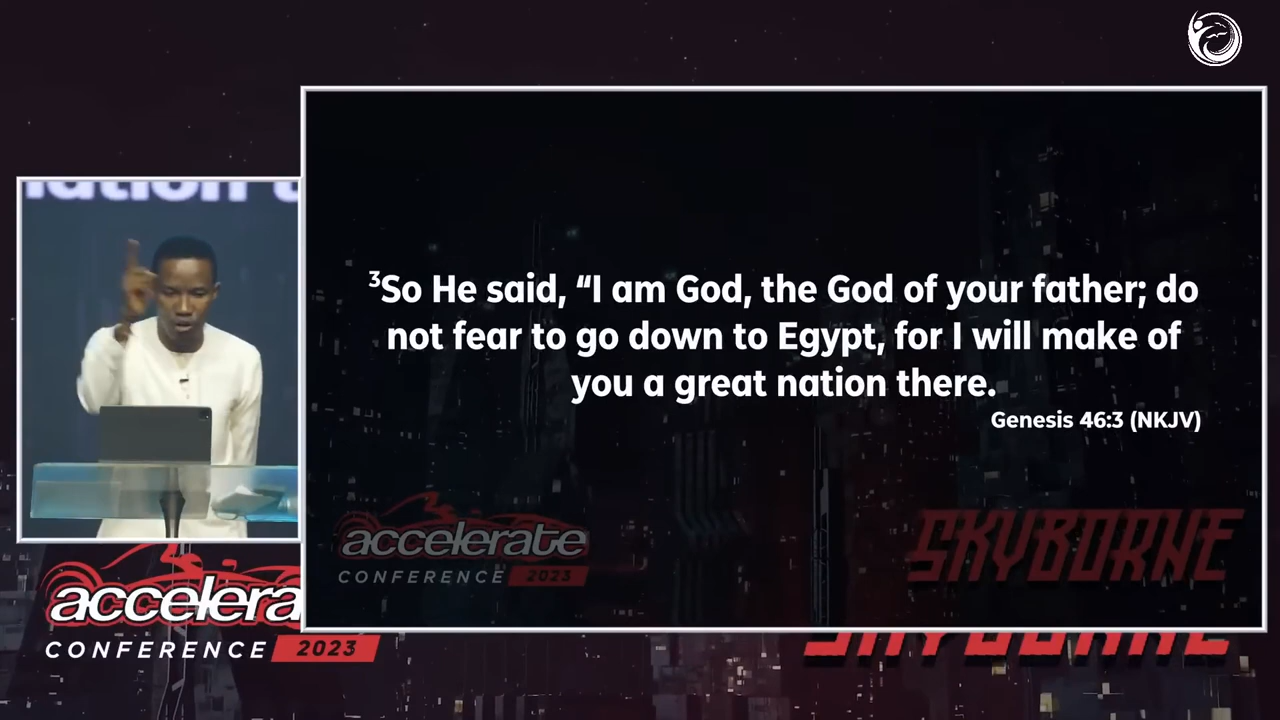 ³So He said, “I am God, the God of your father; do
not fear to go down to Egypt, for I will make of
you a great nation there.
Genesis 46:3 (NKJV)
accelerate
CONFERENCE 2023
SKYBORNE
CONFERENCE 2023